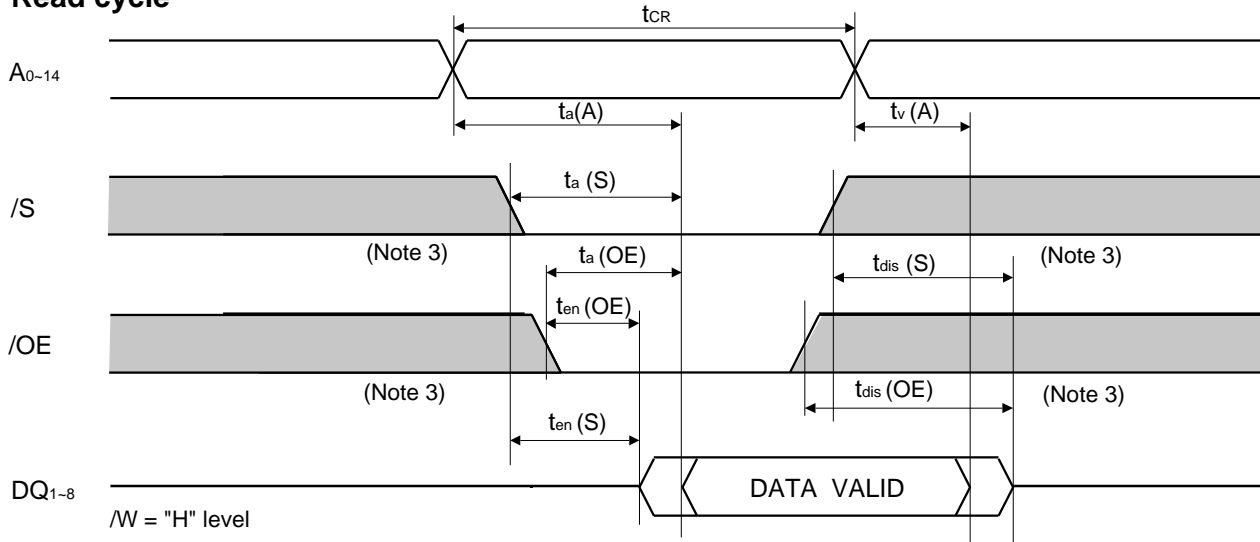 Read cycle
tCR
A0~14
ta(A)
tv (A)
/S
ta (S)
(Note 3)
ta (OE)
tdis (S)
(Note 3)
ten (OE)
/OE
(Note 3)
tdis (OE)
(Note 3)
ten (S)
DQ1~8
DATA VALID
/W = "H" level